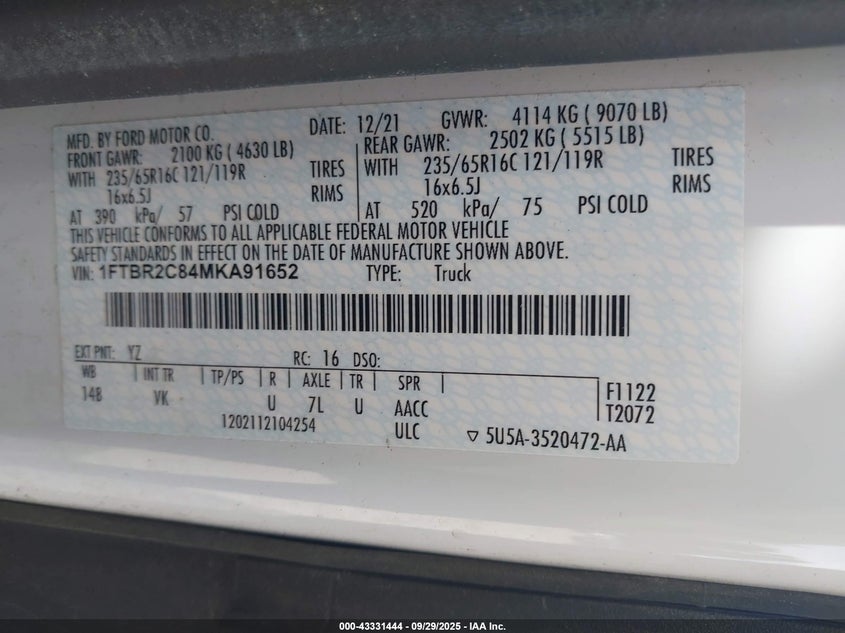 MFD. BY FORD MOTOR CO. DATE: 12/21 GVWR: 4114 KG ( 9070 LB)
FRONT GAWR: 2100 KG ( 4630 LB) REAR GAWR: 2502 KG ( 5515 LB)
WITH 235/65R16C 121/119R TIRES WITH 235/65R16C 121/119R TIRES
16x6.5J RIMS 16x6.5J RIMS
AT 390 kPa/ 57 PSI COLD AT 520 kPa/ 75 PSI COLD
THIS VEHICLE CONFORMS TO ALL APPLICABLE FEDERAL MOTOR VEHICLE
SAFETY STANDARDS IN EFFECT ON THE DATE OF MANUFACTURE SHOWN ABOVE.
VIN: 1FTBR2C84MKA91652 TYPE: Truck
EXT PNT: YZ RC: 16 DSO:
WB INT TR TP/PS R AXLE TR SPR F1122
148 VK U 7L U AACC T2072
1202112104254 ULC ▽ 5U5A-3520472-AA
000-43331444 - 09/29/2025 - IAA Inc.